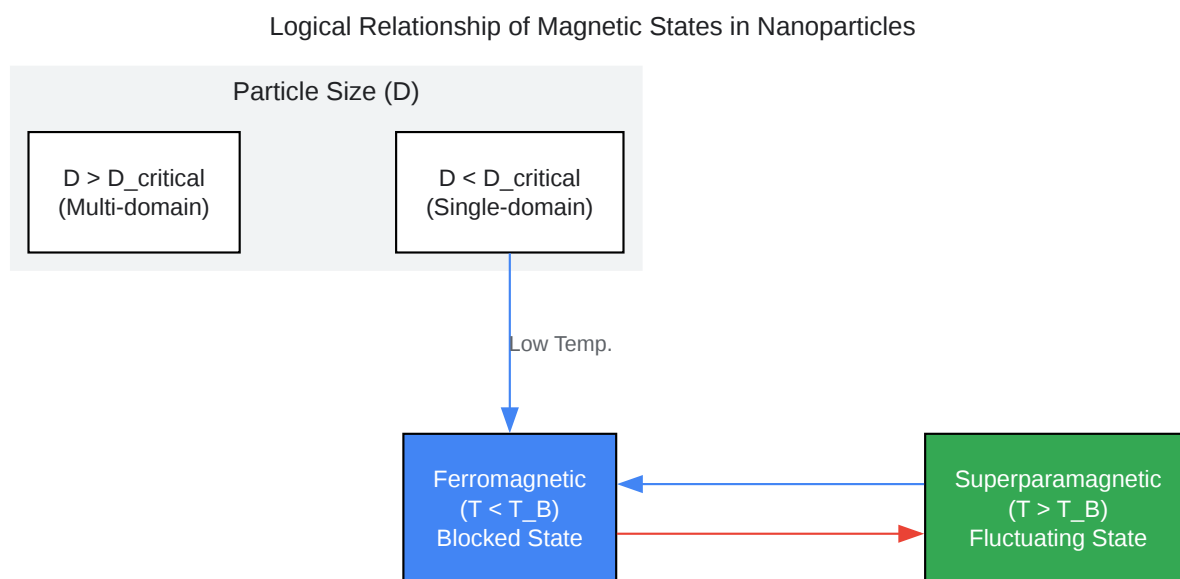 Logical Relationship of Magnetic States in Nanoparticles
Particle Size (D)
D > D_critical
(Multi-domain)
D < D_critical
(Single-domain)
Low Temp.
Ferromagnetic
(T < T_B)
Blocked State
Superparamagnetic
(T > T_B)
Fluctuating State